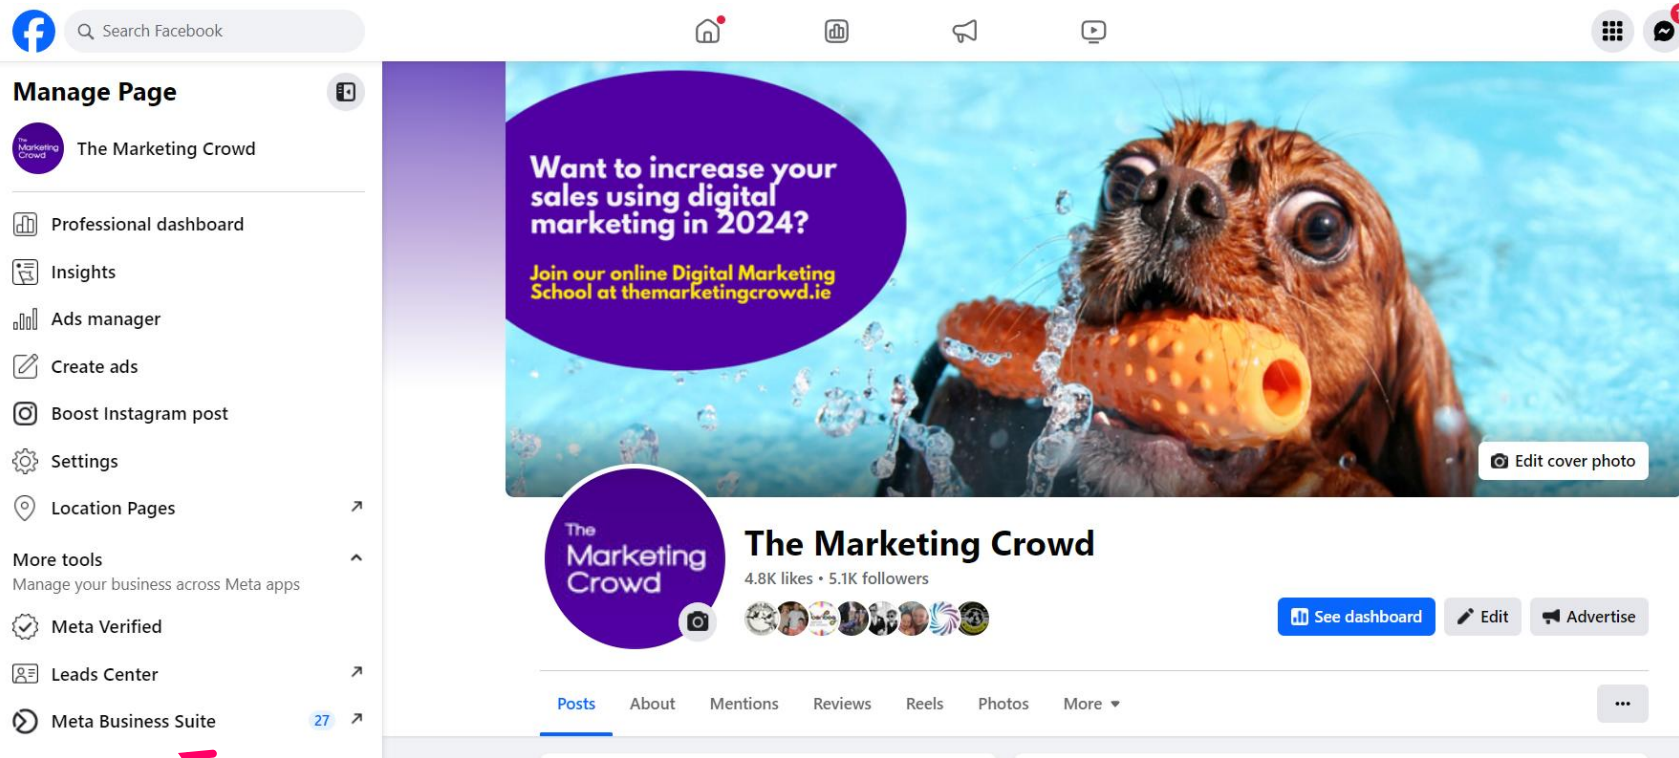 Search Facebook
Manage Page
The Marketing Crowd
The Marketing Crowd
Professional dashboard
Insights
Ads manager
Create ads
Boost Instagram post
Settings
Location Pages
More tools
Manage your business across Meta apps
Meta Verified
Leads Center
Meta Business Suite 27
Want to increase your
sales using digital
marketing in 2024?
Join our online Digital Marketing
School at themarketingcrowd.ie
Edit cover photo
The
Marketing
Crowd
The Marketing Crowd
4.8K likes • 5.1K followers
See dashboard Edit Advertise
Posts About Mentions Reviews Reels Photos More